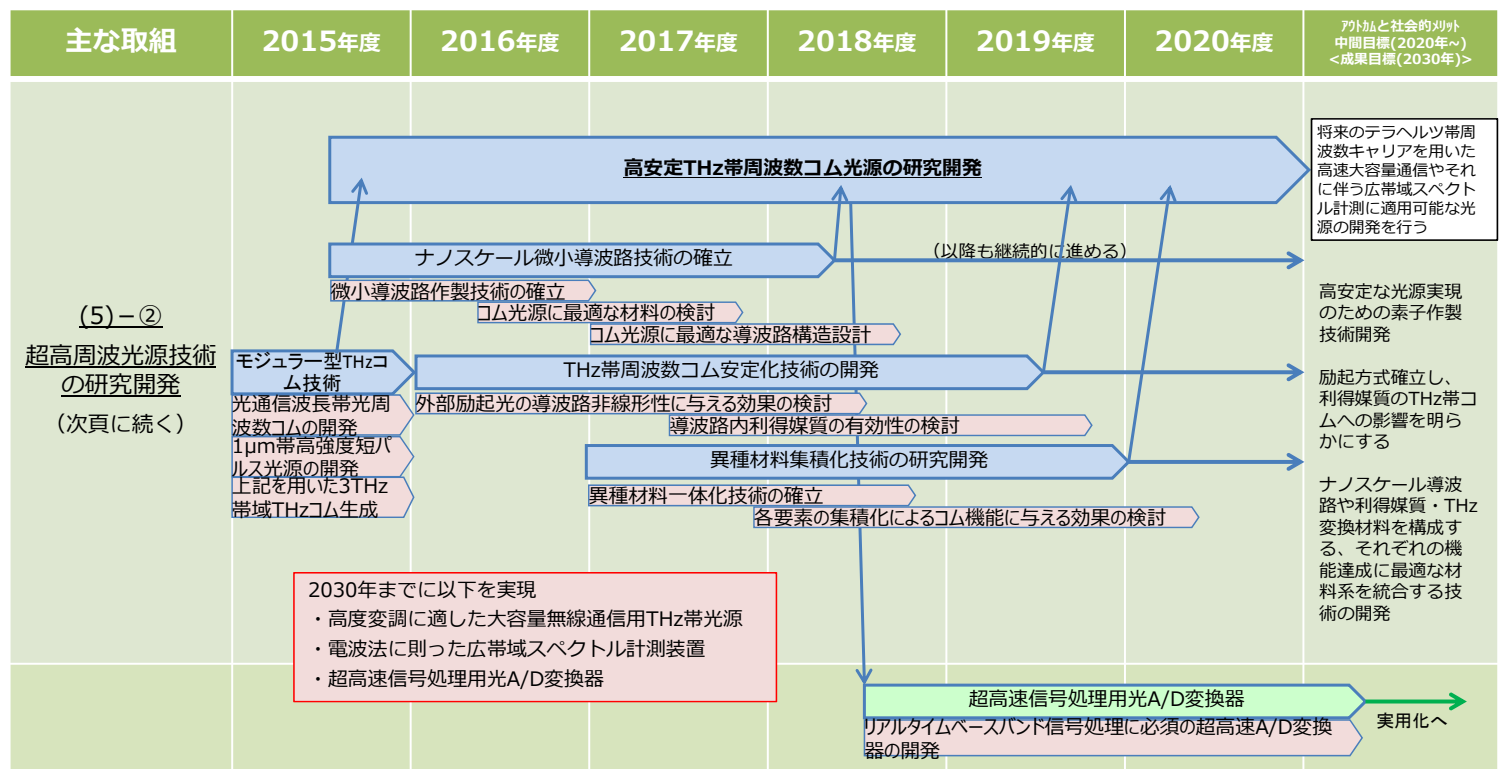 主な取組
2015年度
2016年度
2017年度
2018年度
2019年度
2020年度
ｱｳﾄｶﾑと社会的ﾒﾘｯﾄ
中間目標(2020年~)
<成果目標(2030年)>
(5)－②
超高周波光源技術
の研究開発
（次頁に続く）
高安定THz帯周波数コム光源の研究開発
ナノスケール微小導波路技術の確立
（以降も継続的に進める）
微小導波路作製技術の確立
コム光源に最適な材料の検討
コム光源に最適な導波路構造設計
モジュラー型THzコ
ム技術
THz帯周波数コム安定化技術の開発
光通信波長帯光周
波数コムの開発
外部励起光の導波路非線形性に与える効果の検討
導波路内利得媒質の有効性の検討
1μm帯高強度短パ
ルス光源の開発
異種材料集積化技術の研究開発
上記を用いた3THz
帯域THzコム生成
異種材料一体化技術の確立
各要素の集積化によるコム機能に与える効果の検討
2030年までに以下を実現
・高度変調に適した大容量無線通信用THz帯光源
・電波法に則った広帯域スペクトル計測装置
・超高速信号処理用光A/D変換器
超高速信号処理用光A/D変換器
リアルタイムベースバンド信号処理に必須の超高速A/D変換
器の開発
実用化へ
将来のテラヘルツ帯周
波数キャリアを用いた
高速大容量通信やそれ
に伴う広帯域スペクト
ル計測に適用可能な光
源の開発を行う
高安定な光源実現
のための素子作製
技術開発
励起方式確立し、
利得媒質のTHz帯コ
ムへの影響を明ら
かにする
ナノスケール導波
路や利得媒質・THz
変換材料を構成す
る、それぞれの機
能達成に最適な材
料系を統合する技
術の開発